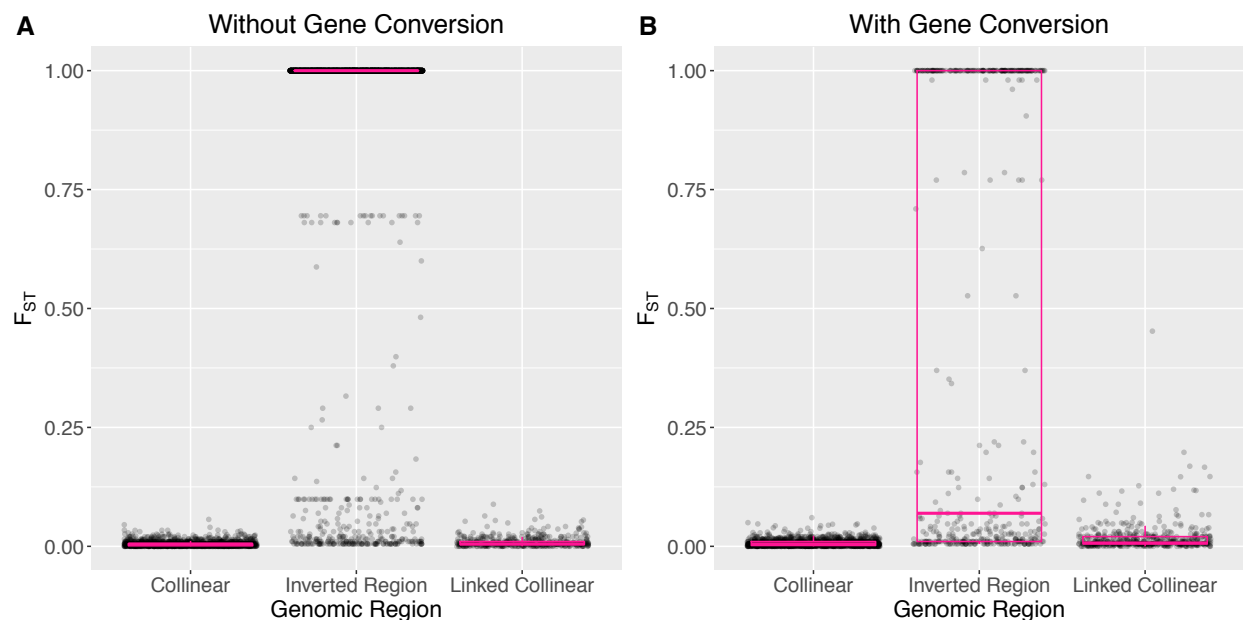 A
Without Gene Conversion
1.00
0.75
0.50
0.25
0.00
FST
Collinear
Inverted Region
Linked Collinear
Genomic Region
B
With Gene Conversion
1.00
0.75
0.50
0.25
0.00
FST
Collinear
Inverted Region
Linked Collinear
Genomic Region